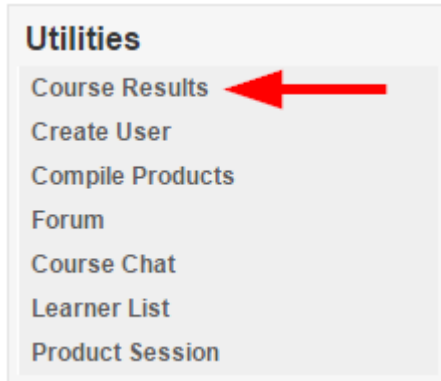 Utilities
Course Results
Create User
Compile Products
Forum
Course Chat
Learner List
Product Session